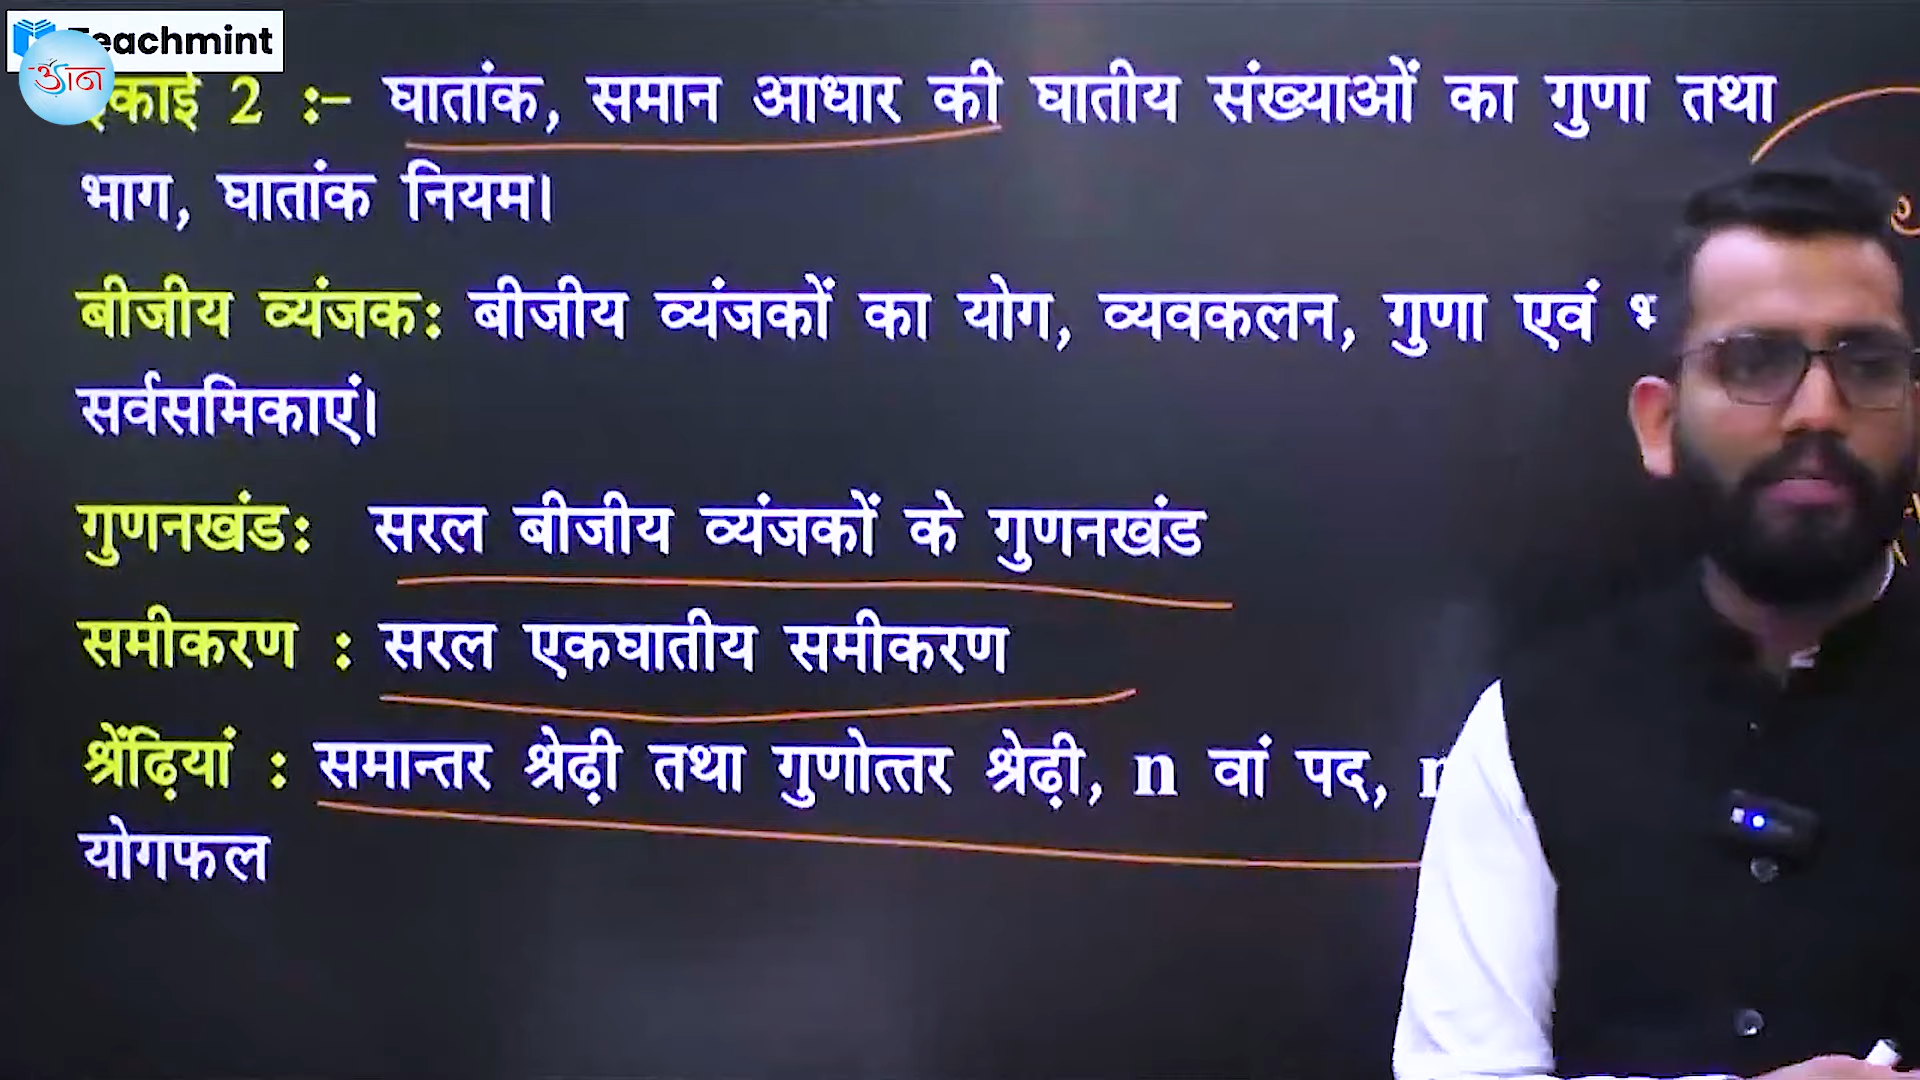 Teachmint
ज्ञान
इकाई 2 :– घातांक, समान आधार की घातीय संख्याओं का गुणा तथा
भाग, घातांक नियम।
बीजीय व्यंजक: बीजीय व्यंजकों का योग, व्यवकलन, गुणा एवं
सर्वसमिकाएं।
गुणनखंड: सरल बीजीय व्यंजकों के गुणनखंड
समीकरण : सरल एकघातीय समीकरण
श्रेंढ़ियां : समान्तर श्रेढ़ी तथा गुणोत्तर श्रेढ़ी, n वां पद, n
योगफल